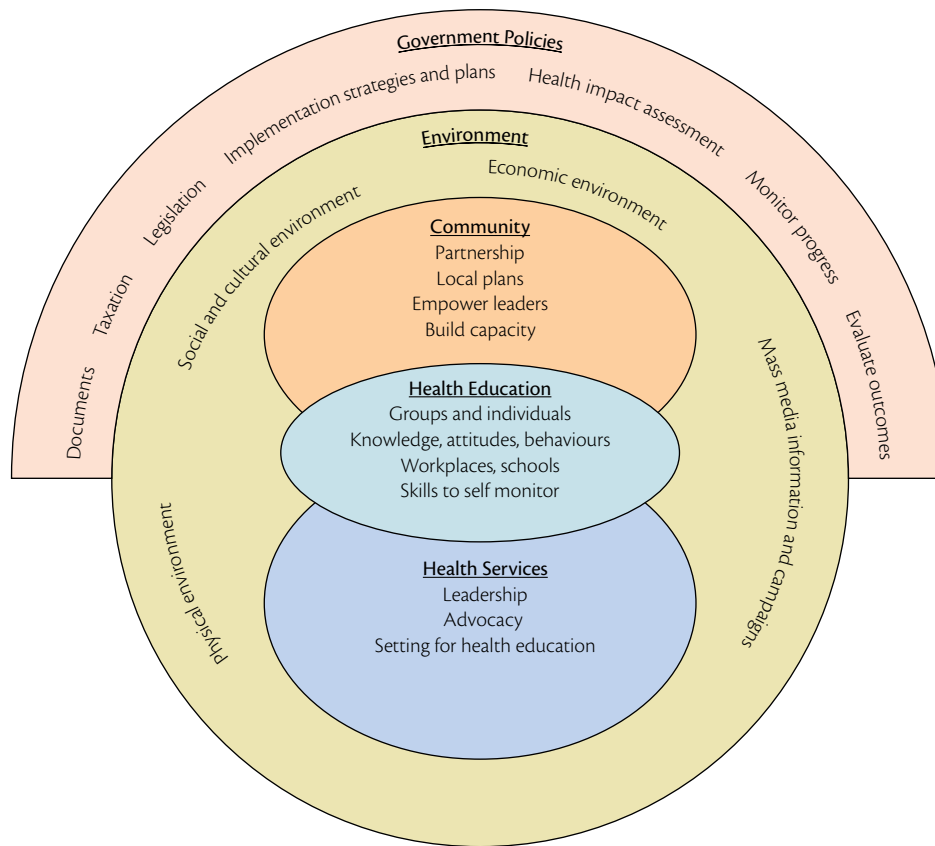 Government Policies
Documents
Taxation
Legislation
Implementation strategies and plans
Health impact assessment
Monitor progress
Evaluate outcomes
Environment
Physical environment
Social and cultural environment
Economic environment
Mass media information and campaigns
Community
Partnership
Local plans
Empower leaders
Build capacity
Health Education
Groups and individuals
Knowledge, attitudes, behaviours
Workplaces, schools
Skills to self monitor
Health Services
Leadership
Advocacy
Setting for health education